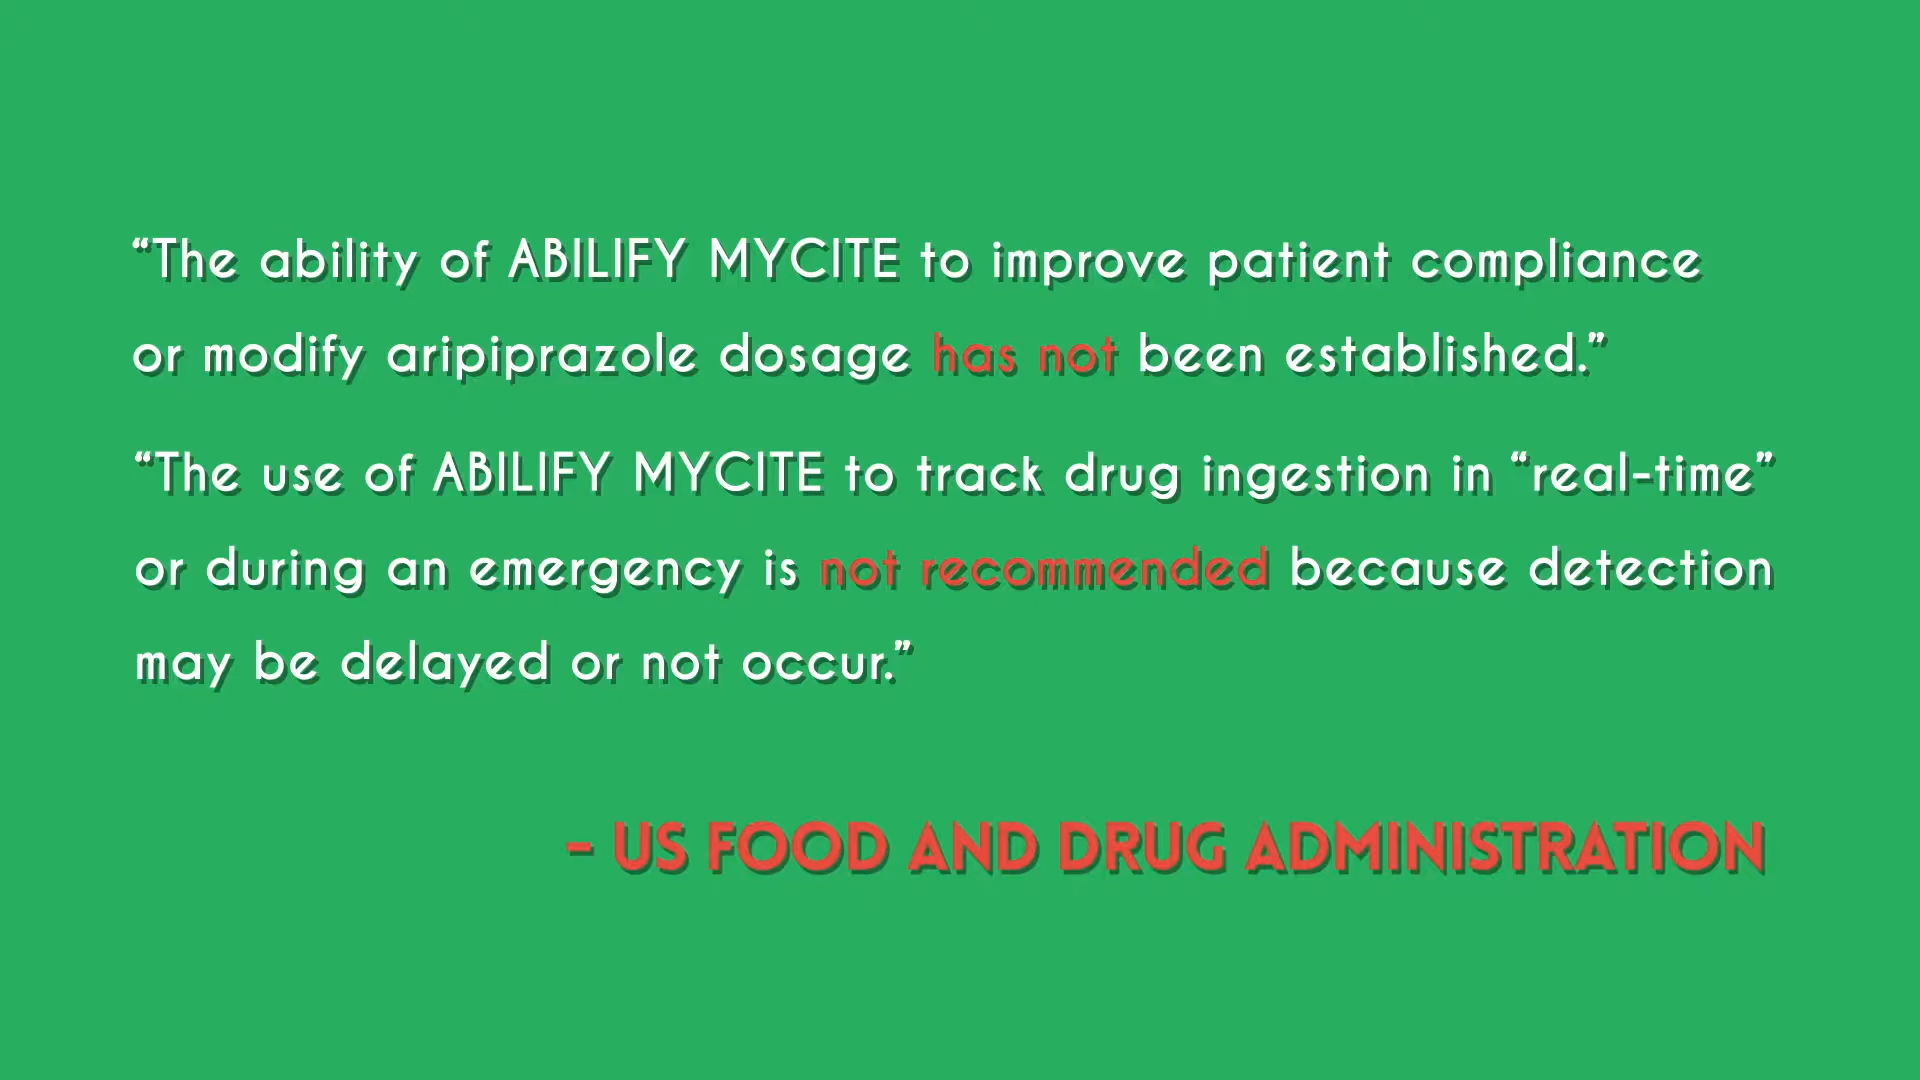 “The ability of ABILIFY MYCITE to improve patient compliance
or modify aripiprazole dosage has not been established.”
“The use of ABILIFY MYCITE to track drug ingestion in “real-time”
or during an emergency is not recommended because detection
may be delayed or not occur.”
- US FOOD AND DRUG ADMINISTRATION